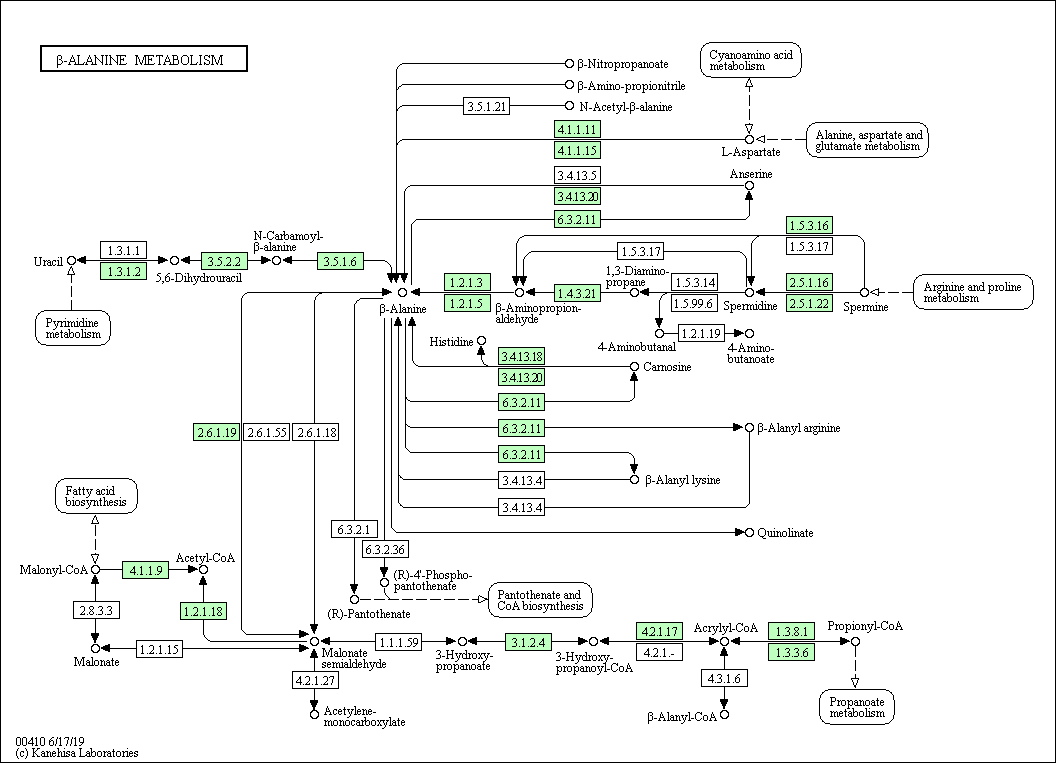 β-ALANINE METABOLISM
β-Nitropropanoate
β-Amino-propionitrile
3.5.1.21
N-Acetyl-β-alanine
Cyanoamino acid
metabolism
4.1.1.11
4.1.1.15
L-Aspartate
Alanine, aspartate and
glutamate metabolism
3.4.13.5
3.4.13.20
Anserine
6.3.2.11
N-Carbamoyl-
β-alanine
Uracil
1.3.1.1
1.3.1.2
5,6-Dihydrouracil
3.5.2.2
3.5.1.6
Pyrimidine
metabolism
β-Alanine
1.2.1.3
1.2.1.5
β-Aminopropion-
aldehyde
1.4.3.21
1,3-Diamino-
propane
1.5.3.17
1.5.3.14
1.5.99.6
Spermidine
1.5.3.16
1.5.3.17
2.5.1.16
2.5.1.22
Spermine
Arginine and proline
metabolism
4-Aminobutanal
1.2.1.19
4-Amino-
butanoate
Histidine
3.4.13.18
3.4.13.20
Carnosine
6.3.2.11
6.3.2.11
β-Alanyl arginine
6.3.2.11
3.4.13.4
β-Alanyl lysine
3.4.13.4
Quinolinate
2.6.1.19
2.6.1.55
2.6.1.18
6.3.2.1
6.3.2.36
(R)-4'-Phospho-
pantothenate
(R)-Pantothenate
Pantothenate and
CoA biosynthesis
Fatty acid
biosynthesis
Malonyl-CoA
4.1.1.9
Acetyl-CoA
2.8.3.3
1.2.1.18
Malonate
1.2.1.15
Malonate
semialdehyde
4.2.1.27
Acetylene-
monocarboxylate
1.1.1.59
3-Hydroxy-
propanoate
3.1.2.4
3-Hydroxy-
propanoyl-CoA
4.2.1.17
4.2.1.-
Acrylyl-CoA
1.3.8.1
1.3.3.6
Propionyl-CoA
4.3.1.6
β-Alanyl-CoA
Propanoate
metabolism
00410 6/17/19
(c) Kanehisa Laboratories